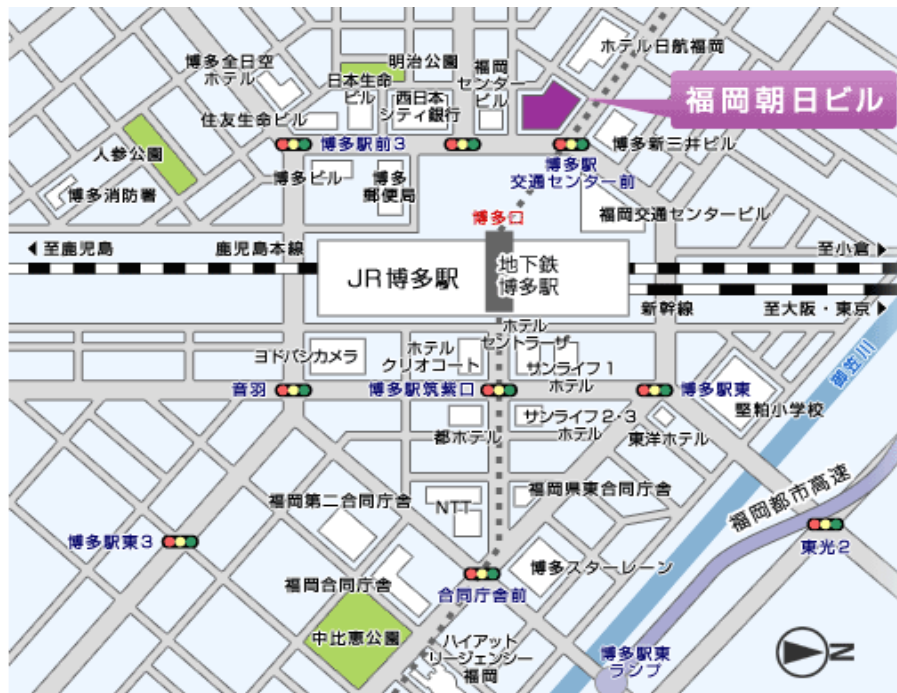 ホテル日航福岡
明治公園
福岡
センター
ビル
博多全日空
ホテル
日本生命
ビル
西日本
シティ銀行
福岡朝日ビル
住友生命ビル
博多駅前3
博多新三井ビル
人参公園
博多駅
交通センター前
博多ビル
博多
郵便局
博多消防署
博多口
福岡交通センタービル
至鹿児島
鹿児島本線
至小倉
JR博多駅
地下鉄
博多駅
新幹線
至大阪・東京
ホテル
セントラーザ
ヨドバシカメラ
ホテル
クリオコート
サンライフ1
ホテル
御笠川
音羽
博多駅筑紫口
博多駅東
堅粕小学校
都ホテル
サンライフ2・3
ホテル
東洋ホテル
福岡第二合同庁舎
NTT
福岡県東合同庁舎
福岡都市高速
博多駅東3
東光2
福岡合同庁舎
合同庁舎前
博多スターレーン
中比恵公園
ハイアット
リージェンシー
福岡
博多駅東
ランプ
N